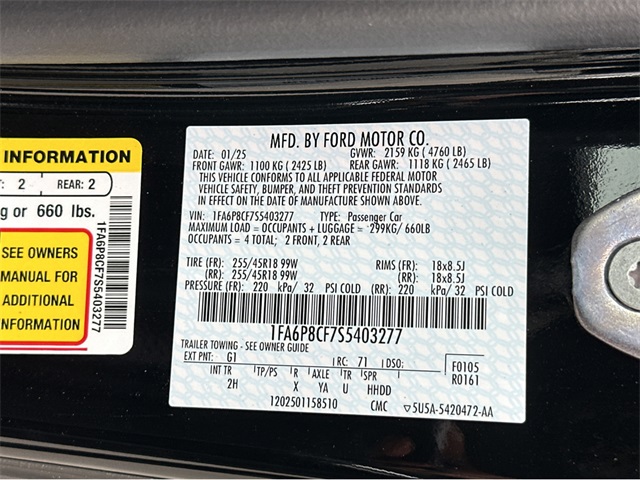 INFORMATION
: 2 REAR: 2
g or 660 lbs.
SEE OWNERS
MANUAL FOR
ADDITIONAL
INFORMATION
1FA6P8CF7S5403277
MFD. BY FORD MOTOR CO.
DATE: 01/25 GVWR: 2159 KG ( 4760 LB)
FRONT GAWR: 1100 KG ( 2425 LB) REAR GAWR: 1118 KG ( 2465 LB)
THIS VEHICLE CONFORMS TO ALL APPLICABLE FEDERAL MOTOR
VEHICLE SAFETY, BUMPER, AND THEFT PREVENTION STANDARDS
IN EFFECT ON THE DATE OF MANUFACTURE SHOWN ABOVE.
VIN: 1FA6P8CF7S5403277 TYPE: Passenger Car
MAXIMUM LOAD = OCCUPANTS + LUGGAGE = 299KG/ 660LB
OCCUPANTS = 4 TOTAL; 2 FRONT, 2 REAR
TIRE (FR): 255/45R18 99W RIMS (FR): 18x8.5J
(RR): 255/45R18 99W (RR): 18x8.5J
PRESSURE (FR): 220 kPa/ 32 PSI COLD (RR): 220 kPa/ 32 PSI COLD
1FA6P8CF7S5403277
TRAILER TOWING - SEE OWNER GUIDE
EXT PNT: G1 RC: 71 DSO: F0105
INT TR TP/PS R AXLE TR SPR R0161
2H X YA U HHDD
1202501158510 CMC ▽5U5A-5420472-AA